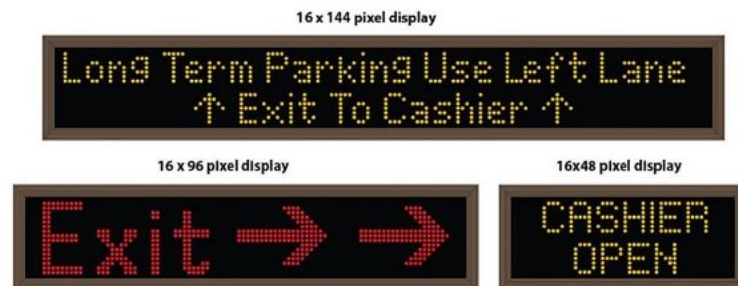 16 x 144 pixel display
Long Term Parking Use Left Lane
↑ Exit To Cashier ↑
16 x 96 pixel display
16x48 pixel display
Exit → →
CASHIER
OPEN